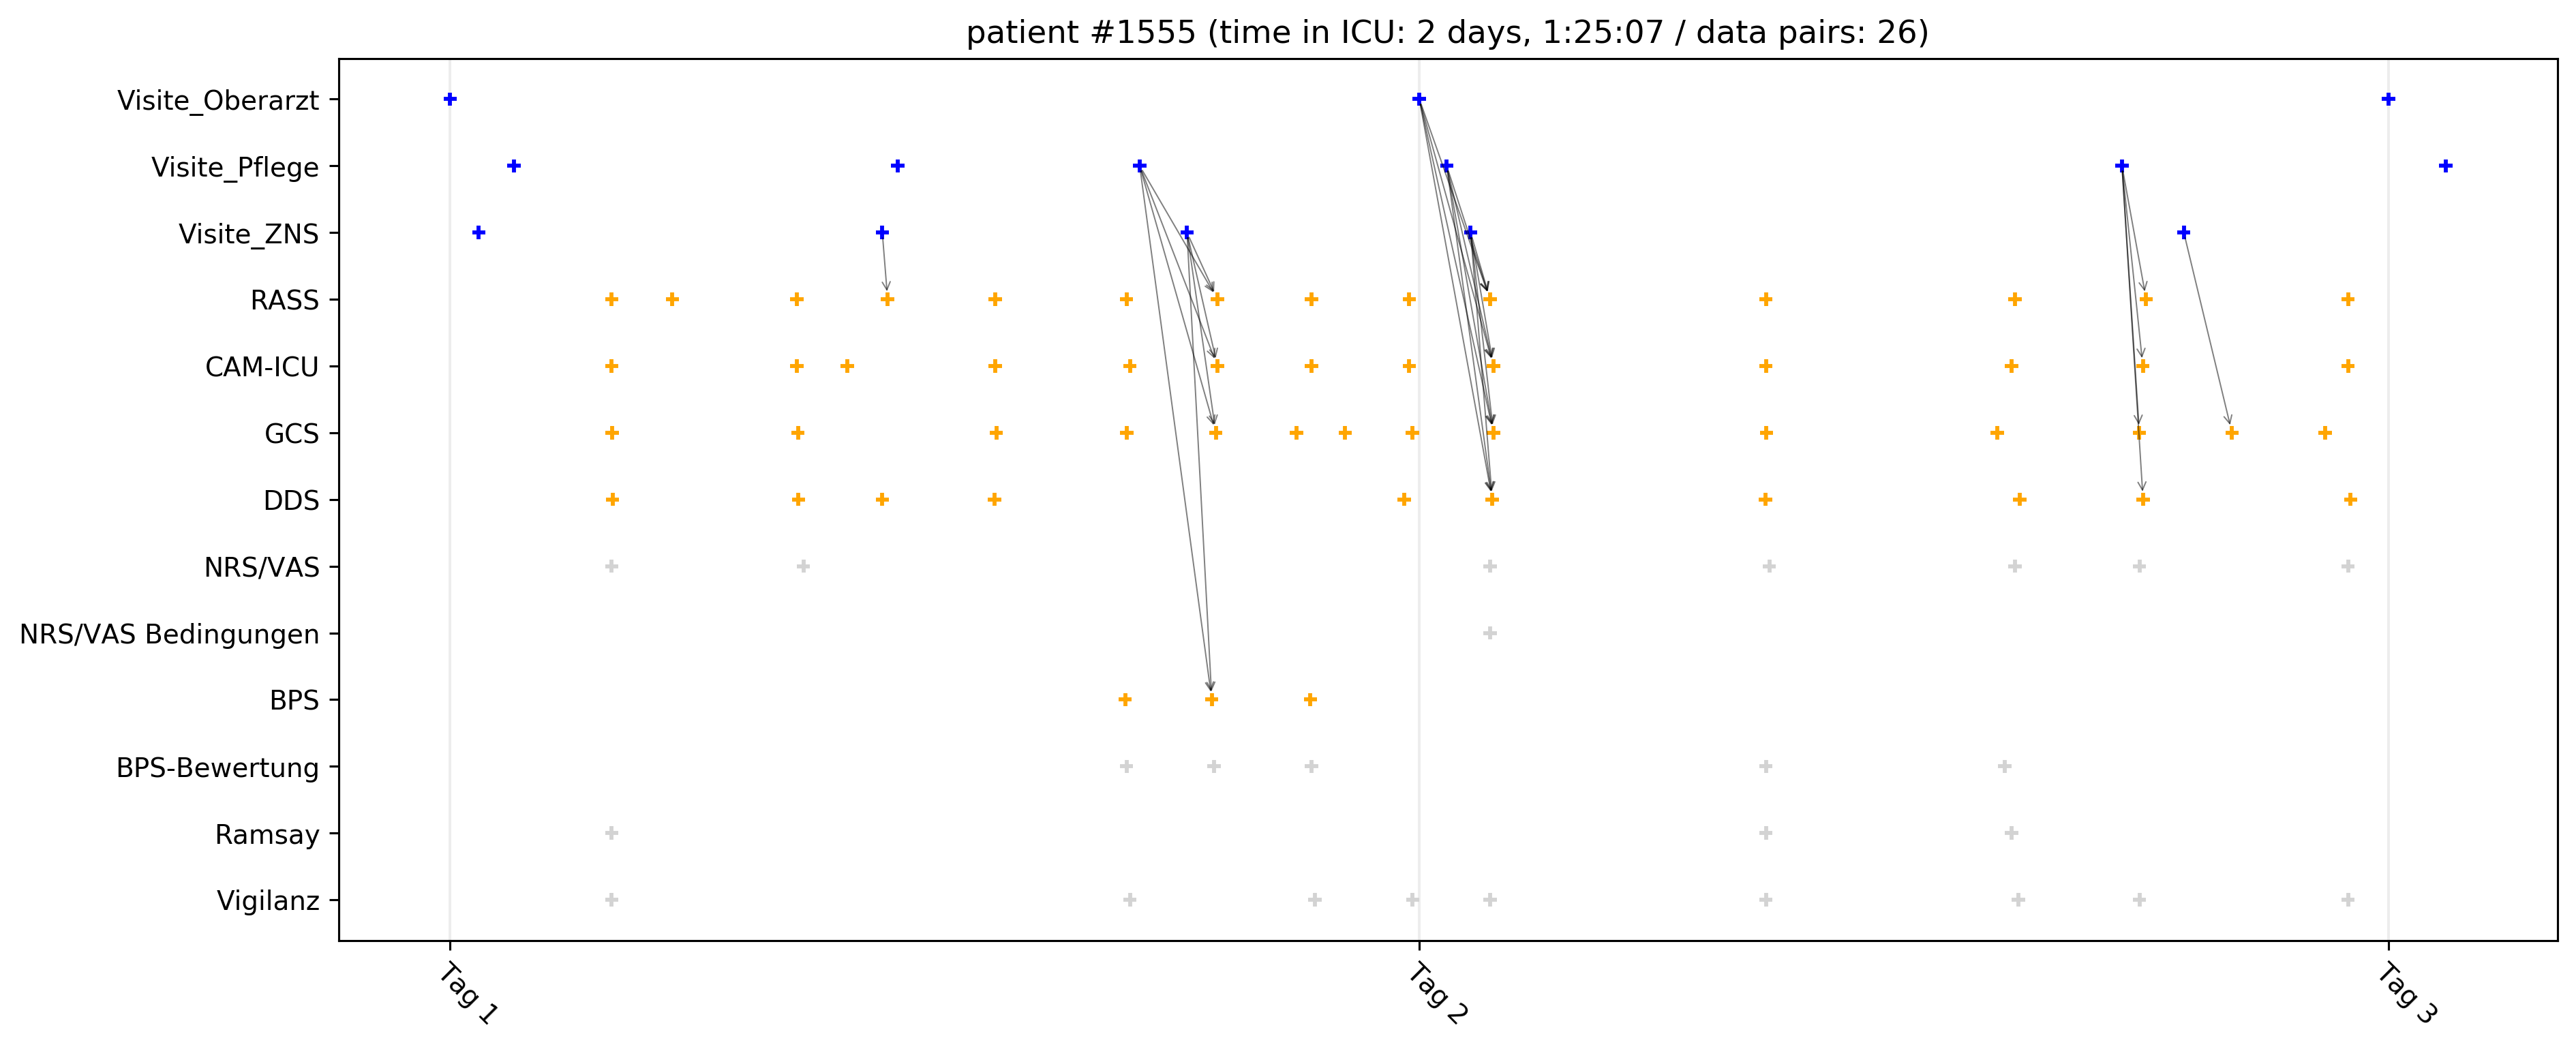 patient #1555 (time in ICU: 2 days, 1:25:07 / data pairs: 26)
Visite_Oberarzt
Visite_Pflege
Visite_ZNS
RASS
CAM-ICU
GCS
DDS
NRS/VAS
NRS/VAS Bedingungen
BPS
BPS-Bewertung
Ramsay
Vigilanz
Tag 1
Tag 2
Tag 3